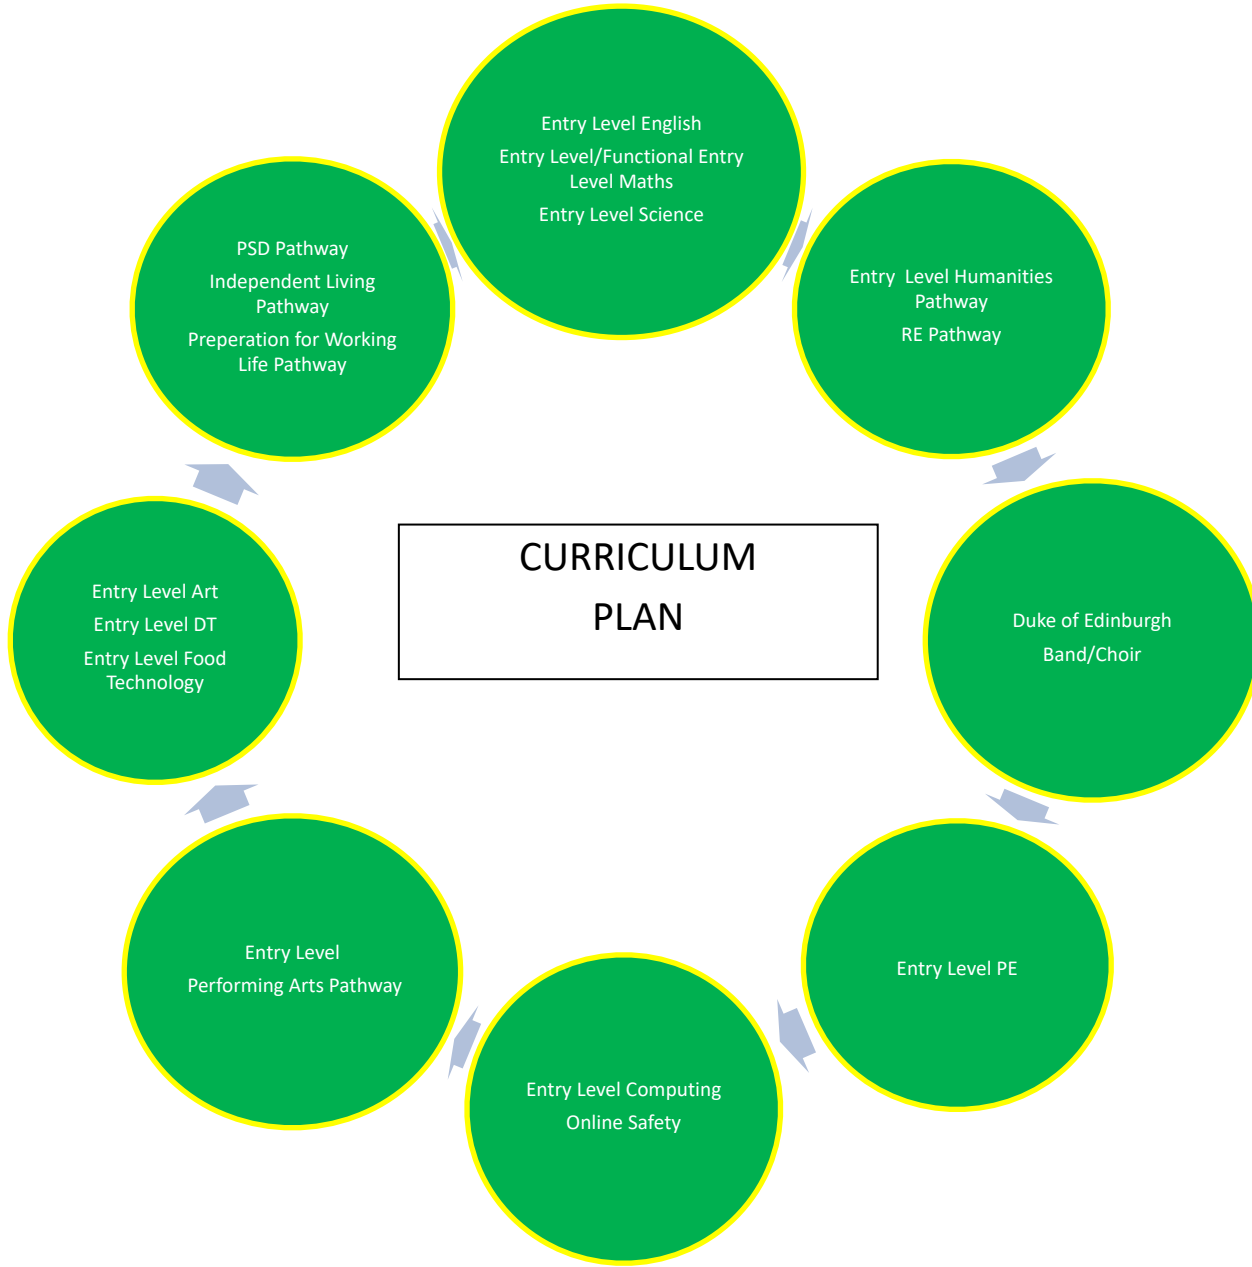 Entry Level English
Entry Level/Functional Entry
Level Maths
Entry Level Science
Entry  Level Humanities
Pathway
RE Pathway
Duke of Edinburgh
Band/Choir
Entry Level PE
Entry Level Computing
Online Safety
Entry Level
Performing Arts Pathway
Entry Level Art
Entry Level DT
Entry Level Food
Technology
PSD Pathway
Independent Living
Pathway
Preparation for Working
Life Pathway
CURRICULUM
PLAN